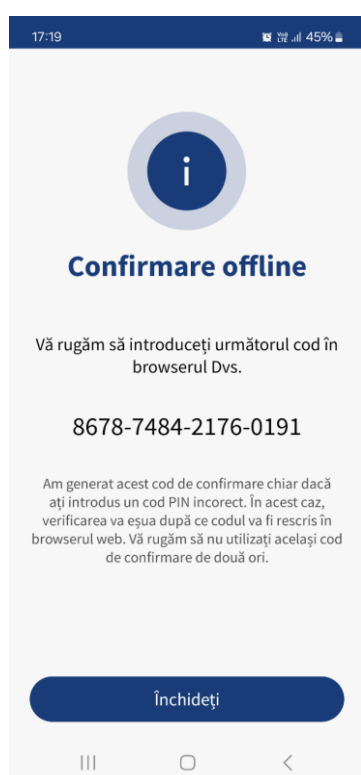 17:19
Vo) LTE 45%
i
Confirmare offline
Vă rugăm să introduceți următorul cod în
browserul Dvs.
8678-7484-2176-0191
Am generat acest cod de confirmare chiar dacă
ați introdus un cod PIN incorect. În acest caz,
verificarea va eșua după ce codul va fi rescris în
browserul web. Vă rugăm să nu utilizați același cod
de confirmare de două ori.
Închideți